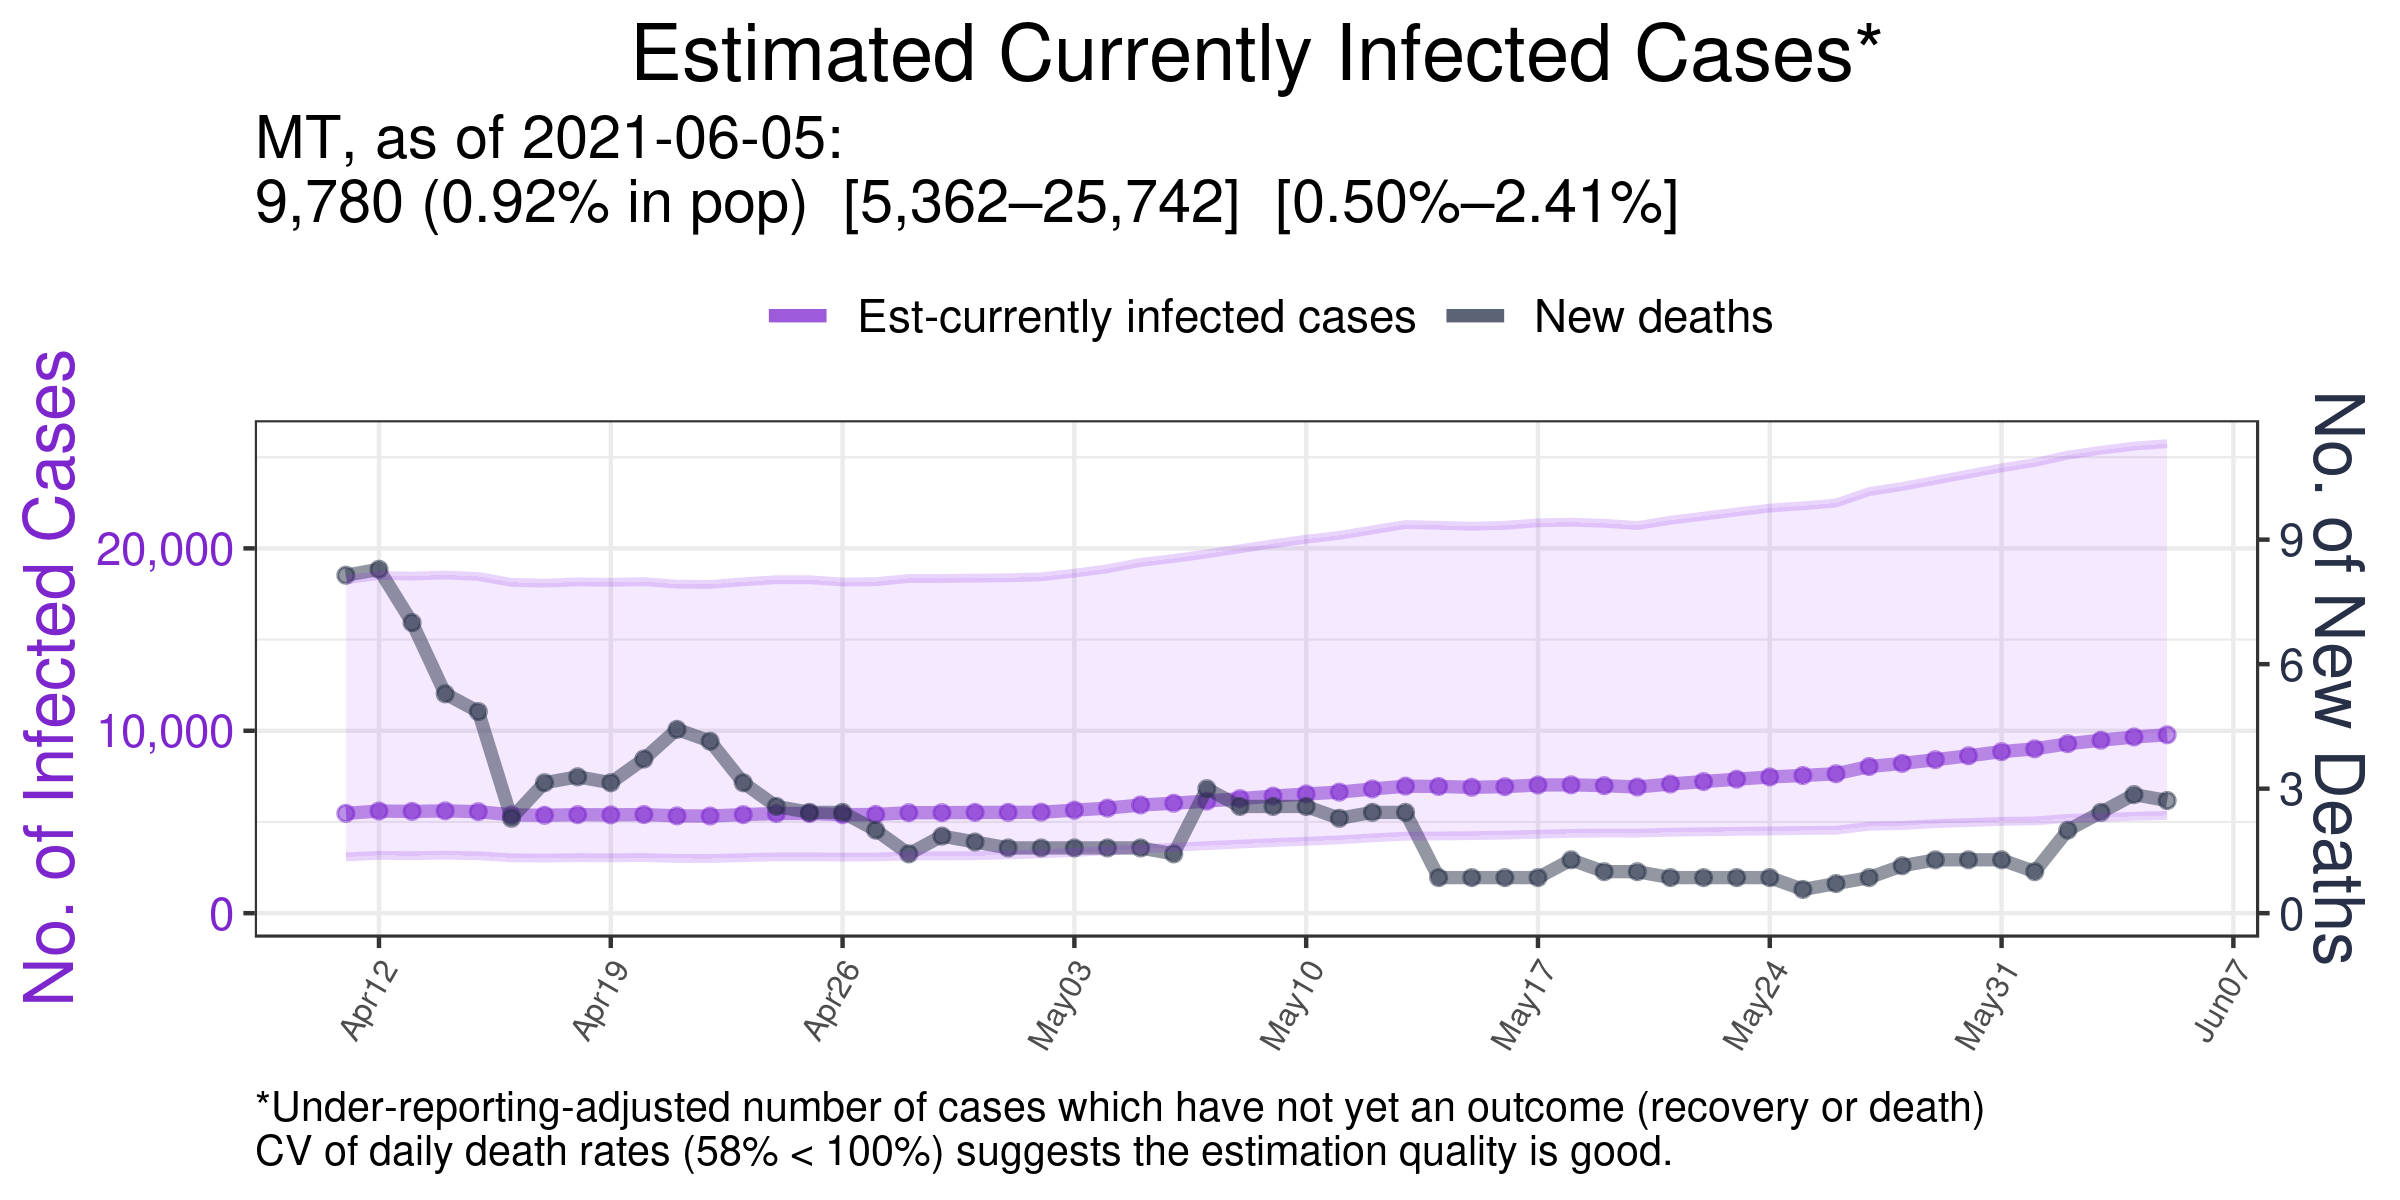 Estimated Currently Infected Cases*
MT, as of 2021-06-05:
9,780 (0.92% in pop)  [5,362–25,742]  [0.50%–2.41%]
Est-currently infected cases
New deaths
No. of Infected Cases
20,000
10,000
0
No. of New Deaths
9
6
3
0
Apr12
Apr19
Apr26
May03
May10
May17
May24
May31
Jun07
*Under-reporting-adjusted number of cases which have not yet an outcome (recovery or death)
CV of daily death rates (58% < 100%) suggests the estimation quality is good.